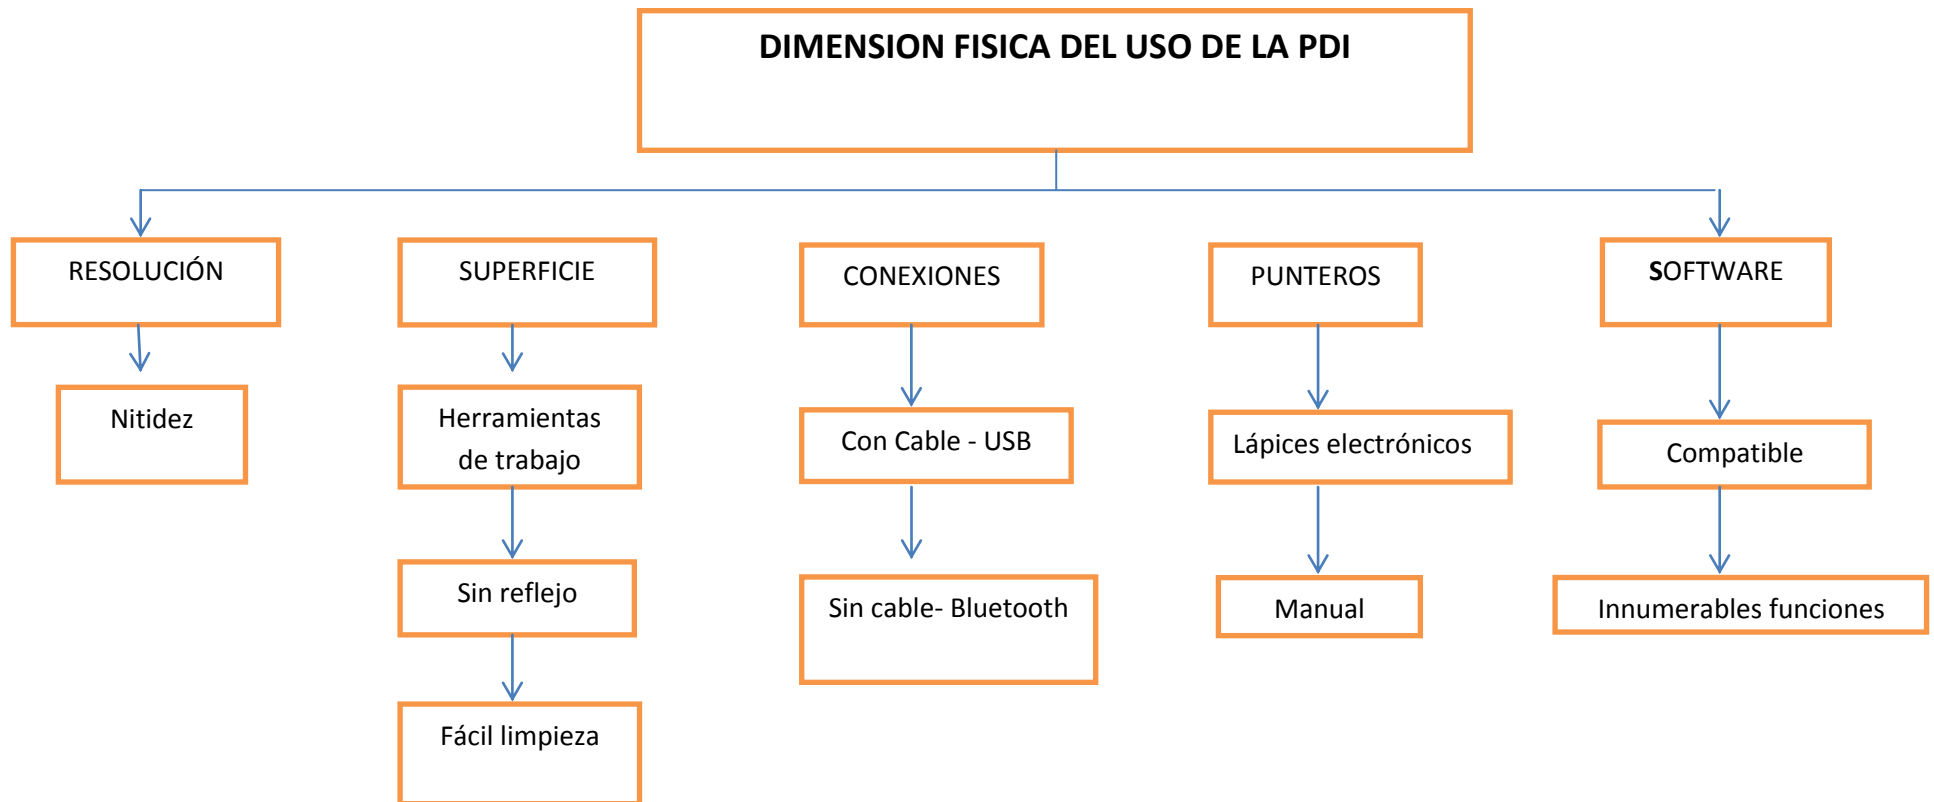 DIMENSION FISICA DEL USO DE LA PDI
RESOLUCIÓN
SUPERFICIE
CONEXIONES
PUNTEROS
SOFTWARE
Nitidez
Herramientas
de trabajo
Con Cable - USB
Lápices electrónicos
Compatible
Sin reflejo
Sin cable- Bluetooth
Manual
Innumerables funciones
Fácil limpieza